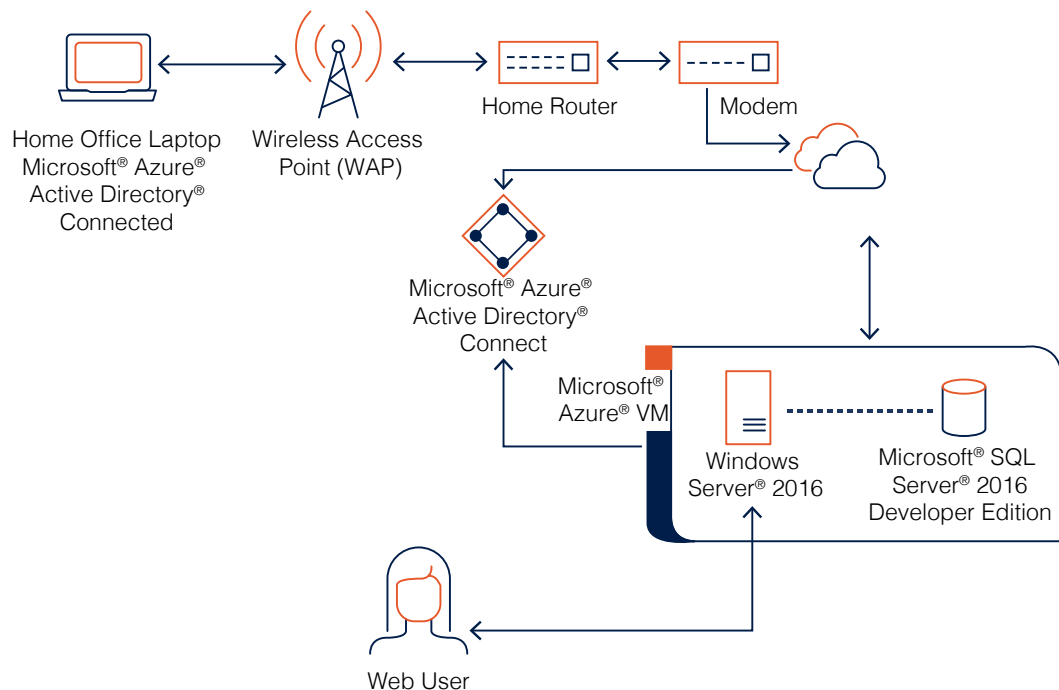 Home Office Laptop
Microsoft® Azure®
Active Directory®
Connected
Wireless Access
Point (WAP)
Home Router
Modem
Microsoft® Azure®
Active Directory®
Connect
Microsoft®
Azure® VM
Windows
Server® 2016
Microsoft® SQL
Server® 2016
Developer Edition
Web User